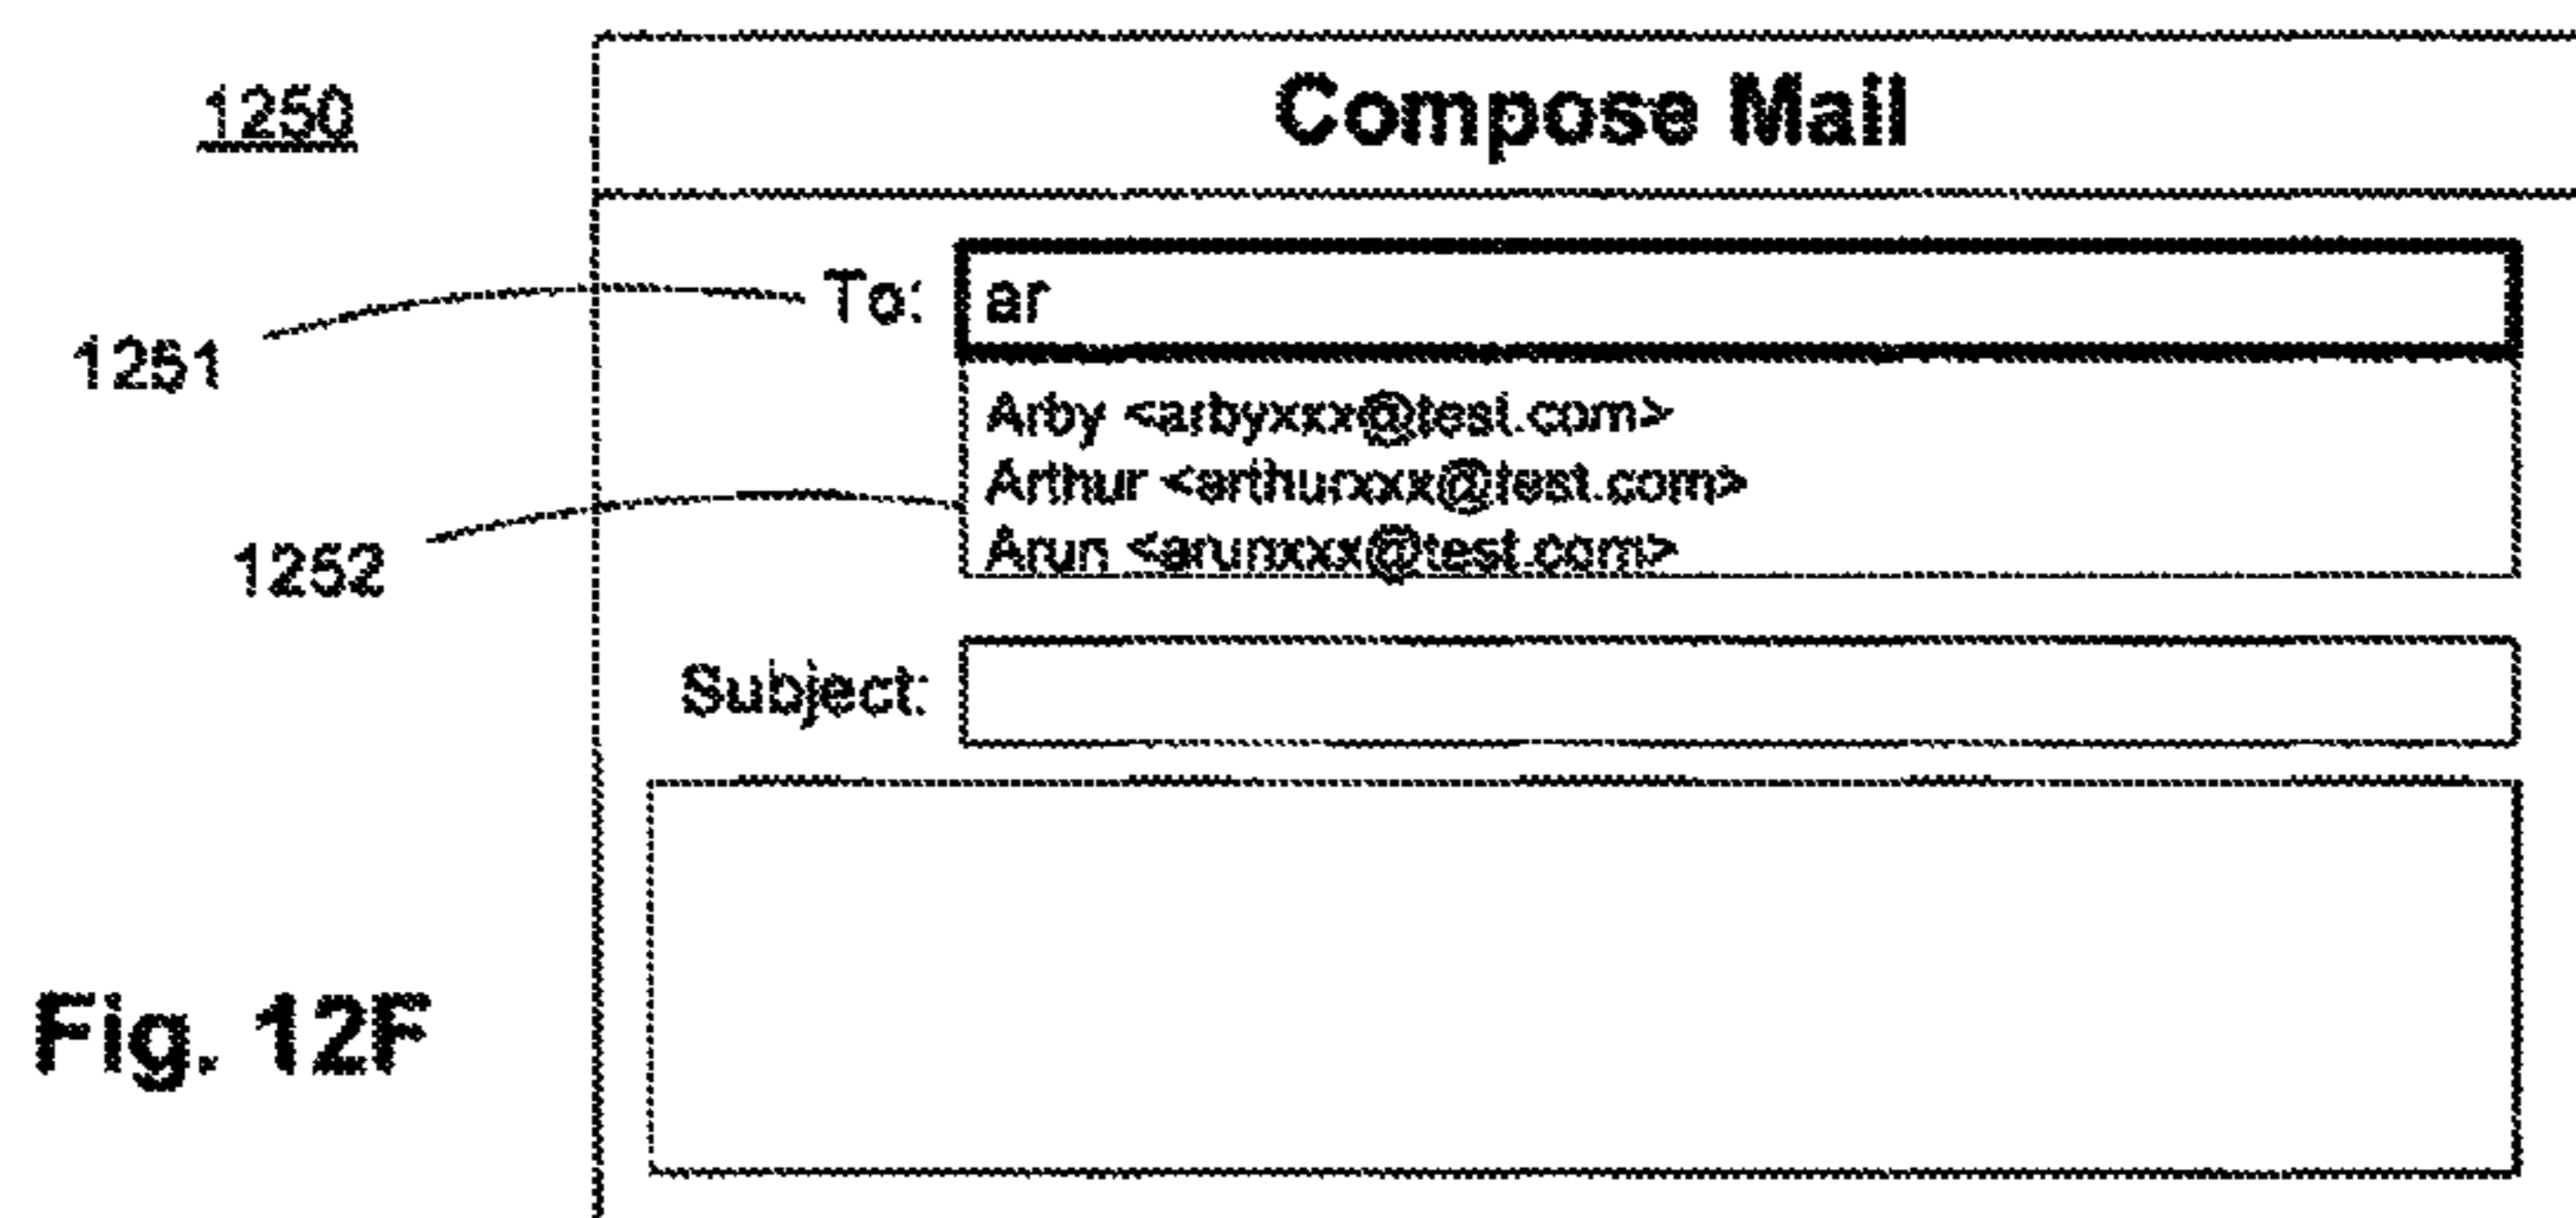 1250
Compose Mail
To: ar
1251
Arby <arbyxxx@test.com>
Arthur <arthurxxx@test.com>
1252
Arun <arunxxx@test.com>
Subject:
Fig. 12F